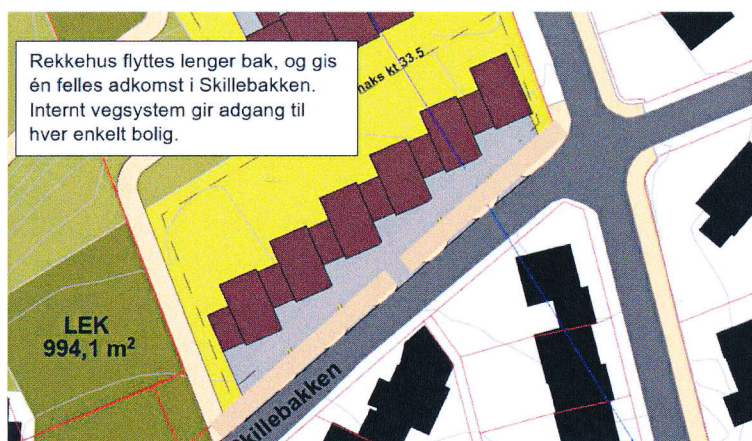 Rekkehus flyttes lenger bak, og gis
én felles adkomst i Skillebakken.
Internt vegsystem gir adgang til
hver enkelt bolig.
maks kt 33.5
LEK
994,1 m²
Skillebakken